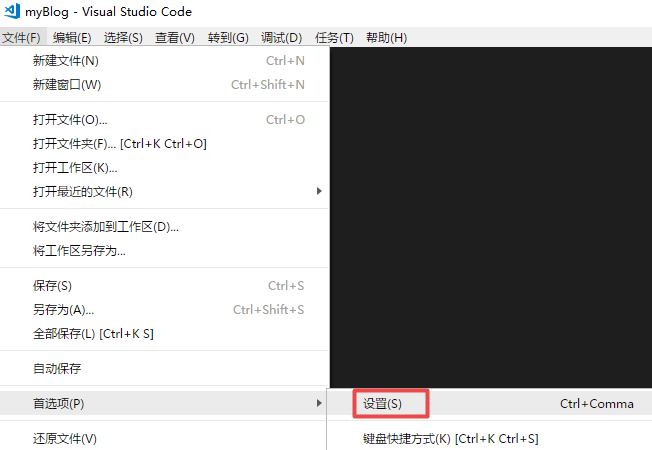 myBlog - Visual Studio Code
文件(F) 编辑(E) 选择(S) 查看(V) 转到(G) 调试(D) 任务(T) 帮助(H)
新建文件(N) Ctrl+N
新建窗口(W) Ctrl+Shift+N
打开文件(O)... Ctrl+O
打开文件夹(F)... [Ctrl+K Ctrl+O]
打开工作区(K)...
打开最近的文件(R)
将文件夹添加到工作区(D)...
将工作区另存为...
保存(S) Ctrl+S
另存为(A)... Ctrl+Shift+S
全部保存(L) [Ctrl+K S]
自动保存
首选项(P) 设置(S) Ctrl+Comma
还原文件(V) 键盘快捷方式(K) [Ctrl+K Ctrl+S]